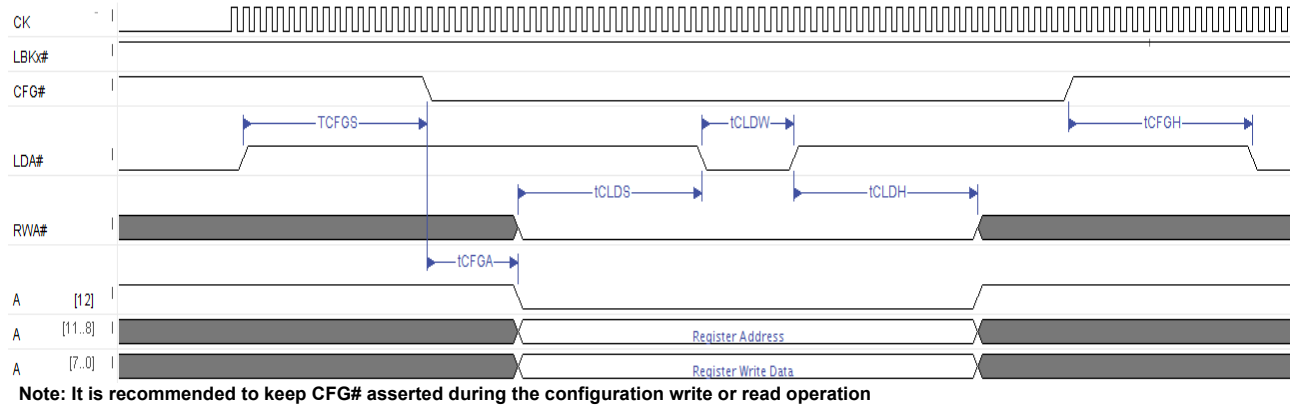 CK
LBKx#
CFG#
TCFGS
tCLDW
tCFGH
LDA#
tCLDS
tCLDH
RWA#
tCFGA
A [12]
A [11..8] Register Address
A [7..0] Register Write Data
Note: It is recommended to keep CFG# asserted during the configuration write or read operation